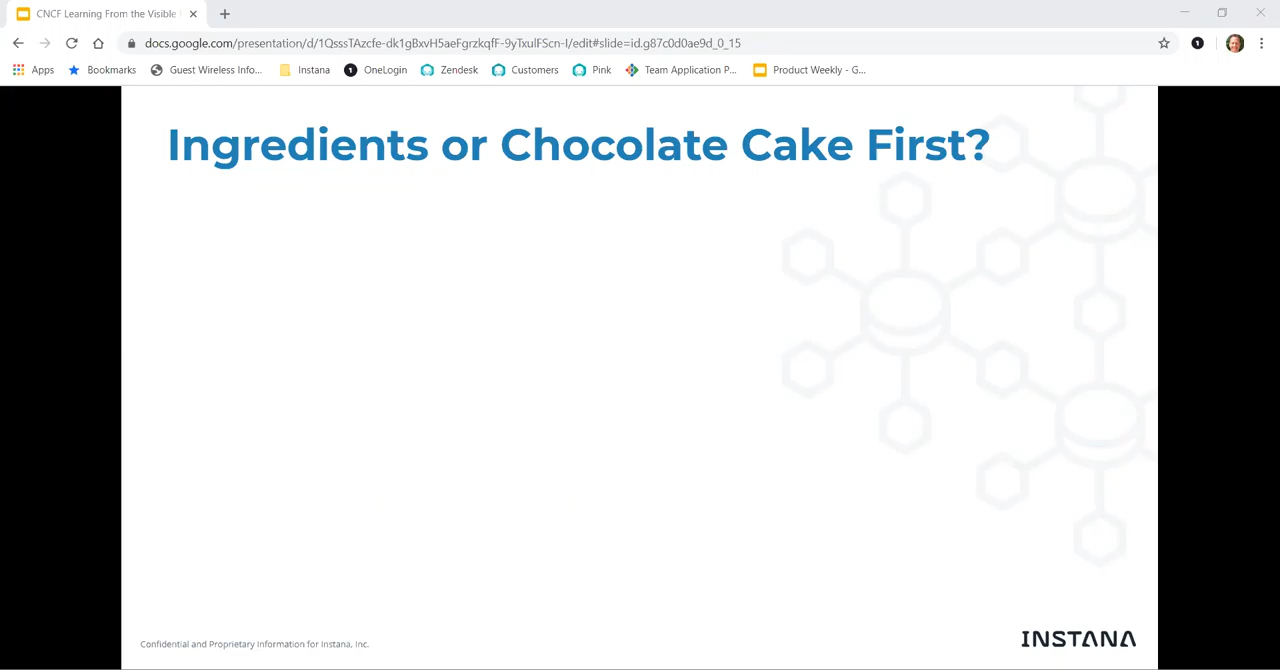 CNCF Learning From the Visible
docs.google.com/presentation/d/1QsssTAzcfe-dk1gBxvH5aeFgrzkqfF-9yTxulFScn-I/edit#slide=id.g87c0d0ae9d_0_15
1
Apps Bookmarks Guest Wireless Info... Instana 1 OneLogin Zendesk Customers Pink Team Application P... Product Weekly - G...
Ingredients or Chocolate Cake First?
Confidential and Proprietary Information for Instana, Inc.
INSTANA